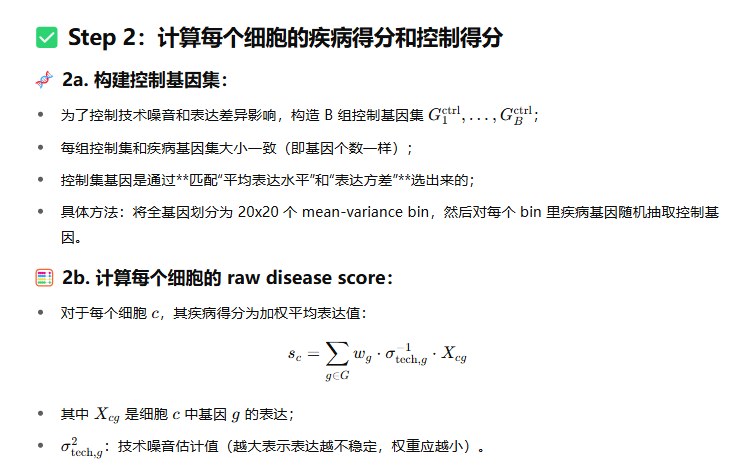 ✅ Step 2：计算每个细胞的疾病得分和控制得分
🧬 2a. 构建控制基因集：
• 为了控制技术噪音和表达差异影响，构造 B 组控制基因集 $G_1^{\text{ctrl}}, \ldots, G_B^{\text{ctrl}}$；
• 每组控制集和疾病基因集大小一致（即基因个数一样）；
• 控制集基因是通过**匹配“平均表达水平”和“表达方差”**选出来的；
• 具体方法：将全基因划分为 20x20 个 mean-variance bin，然后对每个 bin 里疾病基因随机抽取控制基
因。
🧮 2b. 计算每个细胞的 raw disease score：
• 对于每个细胞 $c$，其疾病得分为加权平均表达值：
$s_c = \sum_{g \in G} w_g \cdot \sigma_{\text{tech},g}^{-1} \cdot X_{cg}$
• 其中 $X_{cg}$ 是细胞 $c$ 中基因 $g$ 的表达；
• $\sigma_{\text{tech},g}^2$：技术噪音估计值（越大表示表达越不稳定，权重应越小）。